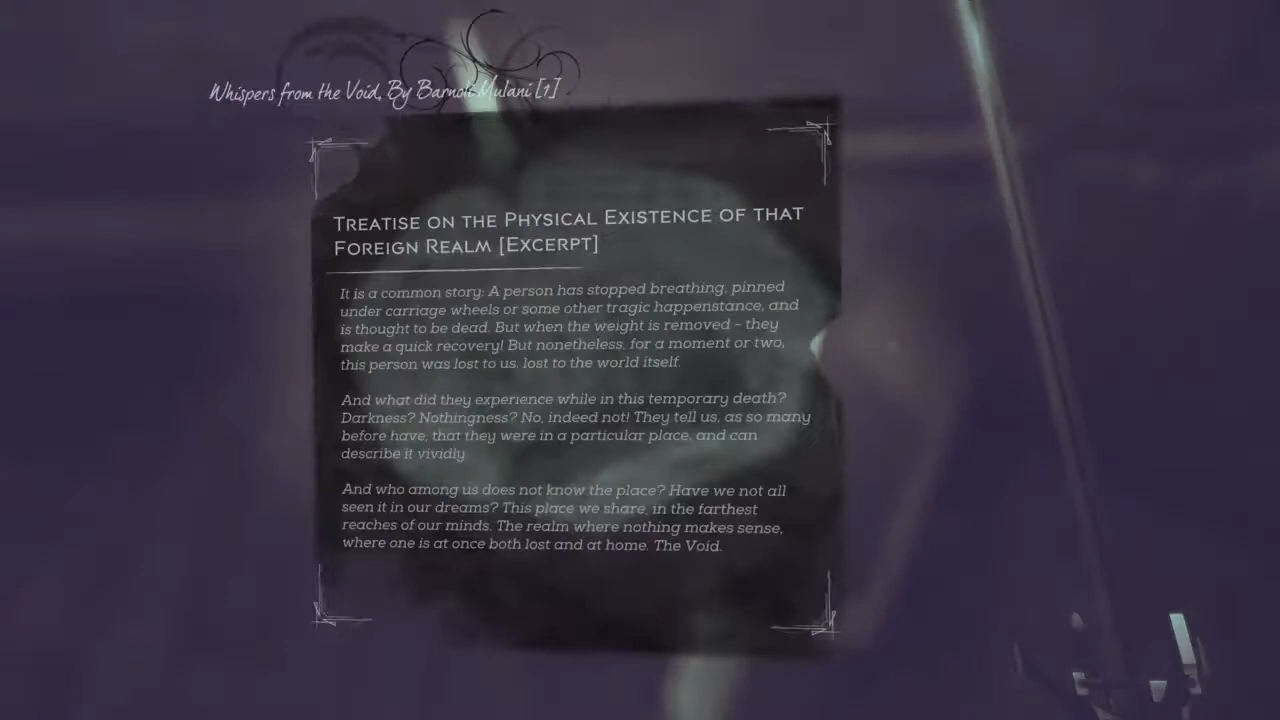 Whispers from the Void, By Barnoli Mulani [1]
Treatise on the Physical Existence of that
Foreign Realm [Excerpt]
It is a common story: A person has stopped breathing, pinned
under carriage wheels or some other tragic happenstance, and
is thought to be dead. But when the weight is removed - they
make a quick recovery! But nonetheless, for a moment or two,
this person was lost to us, lost to the world itself.
And what did they experience while in this temporary death?
Darkness? Nothingness? No, indeed not! They tell us, as so many
before have, that they were in a particular place, and can
describe it vividly
And who among us does not know the place? Have we not all
seen it in our dreams? This place we share, in the farthest
reaches of our minds. The realm where nothing makes sense,
where one is at once both lost and at home. The Void.